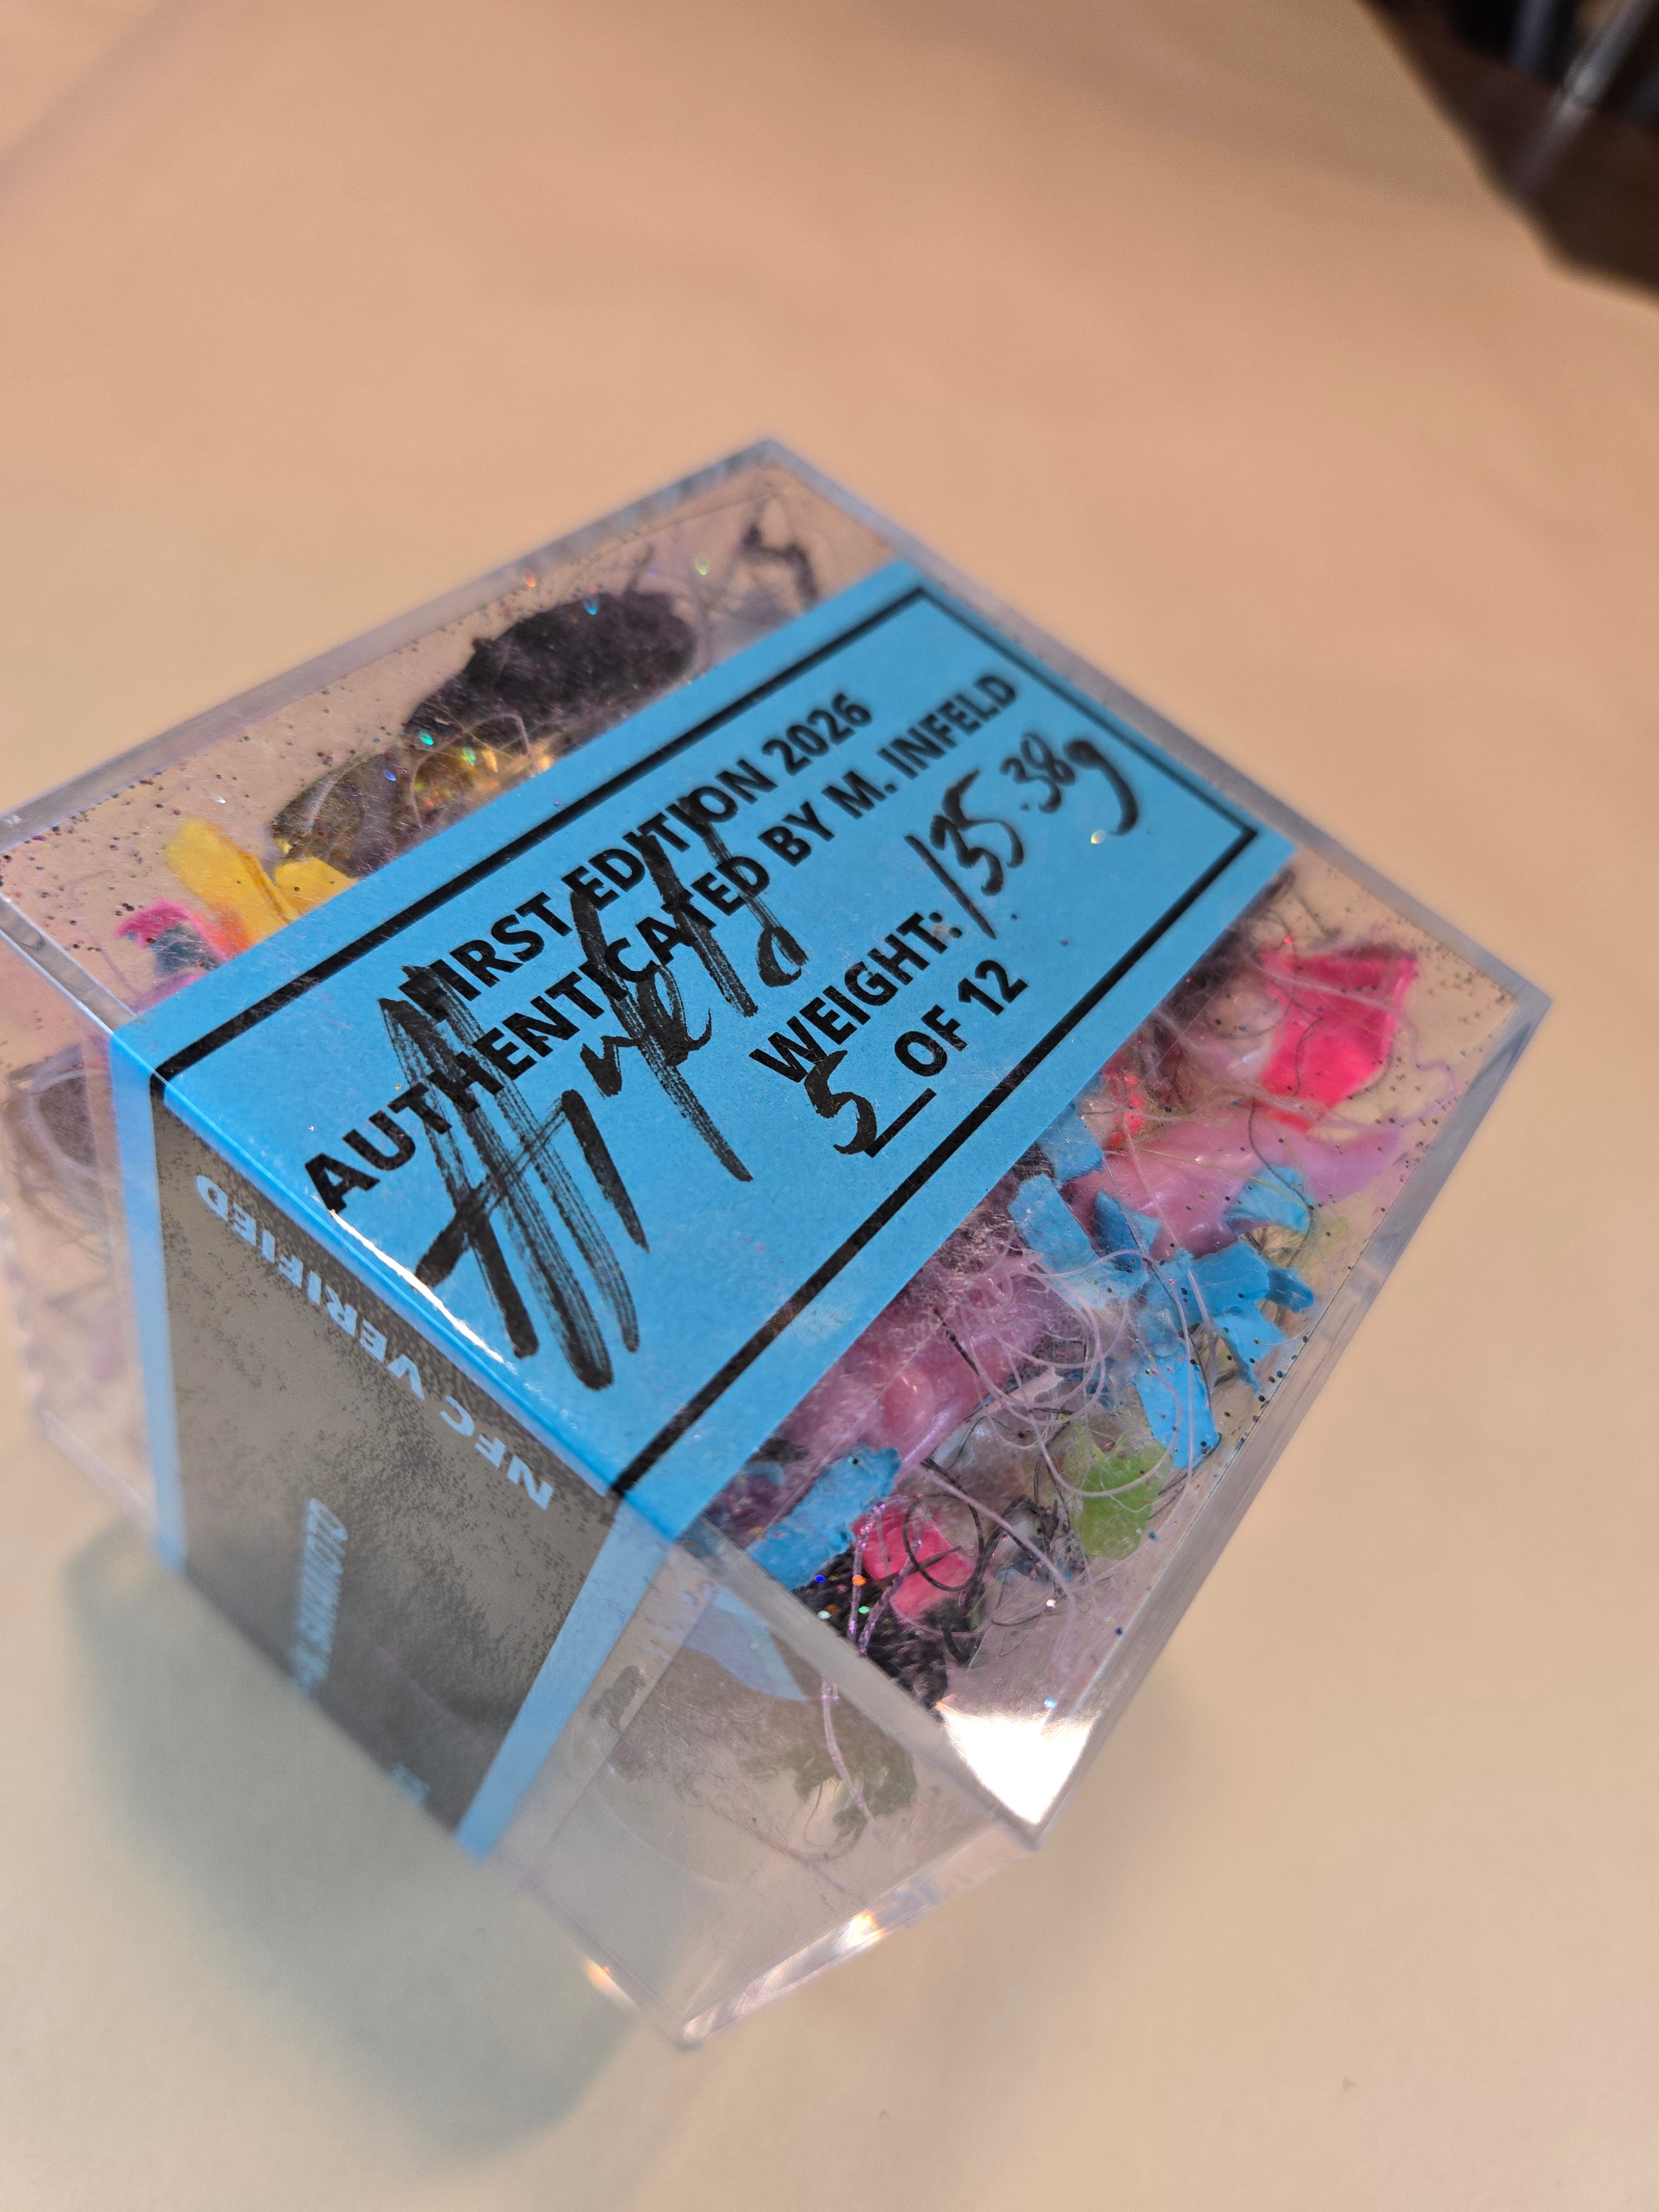 FIRST EDITION 2026
AUTHENTICATED BY M. INFELD
WEIGHT: 135.38g
5 OF 12
NFC VERIFIED